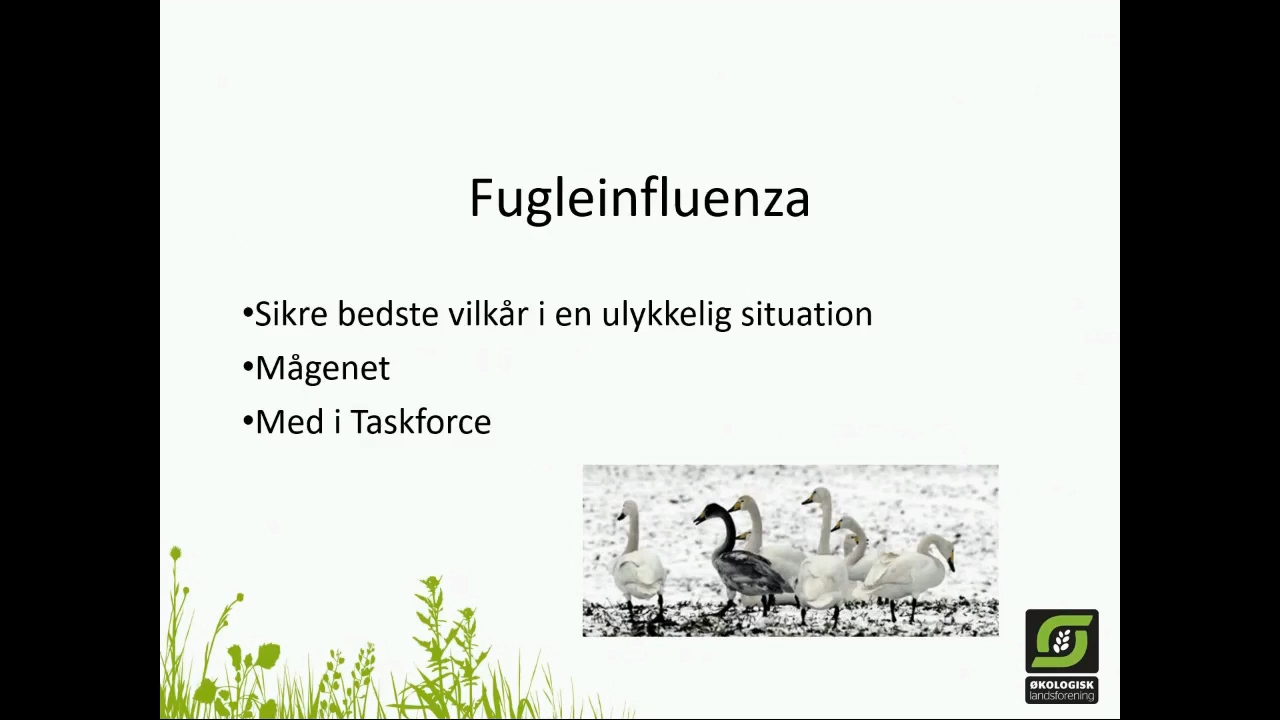 Fugleinfluenza
•Sikre bedste vilkår i en ulykkelig situation
•Mågenet
•Med i Taskforce
ØKOLOGISK
landsforening